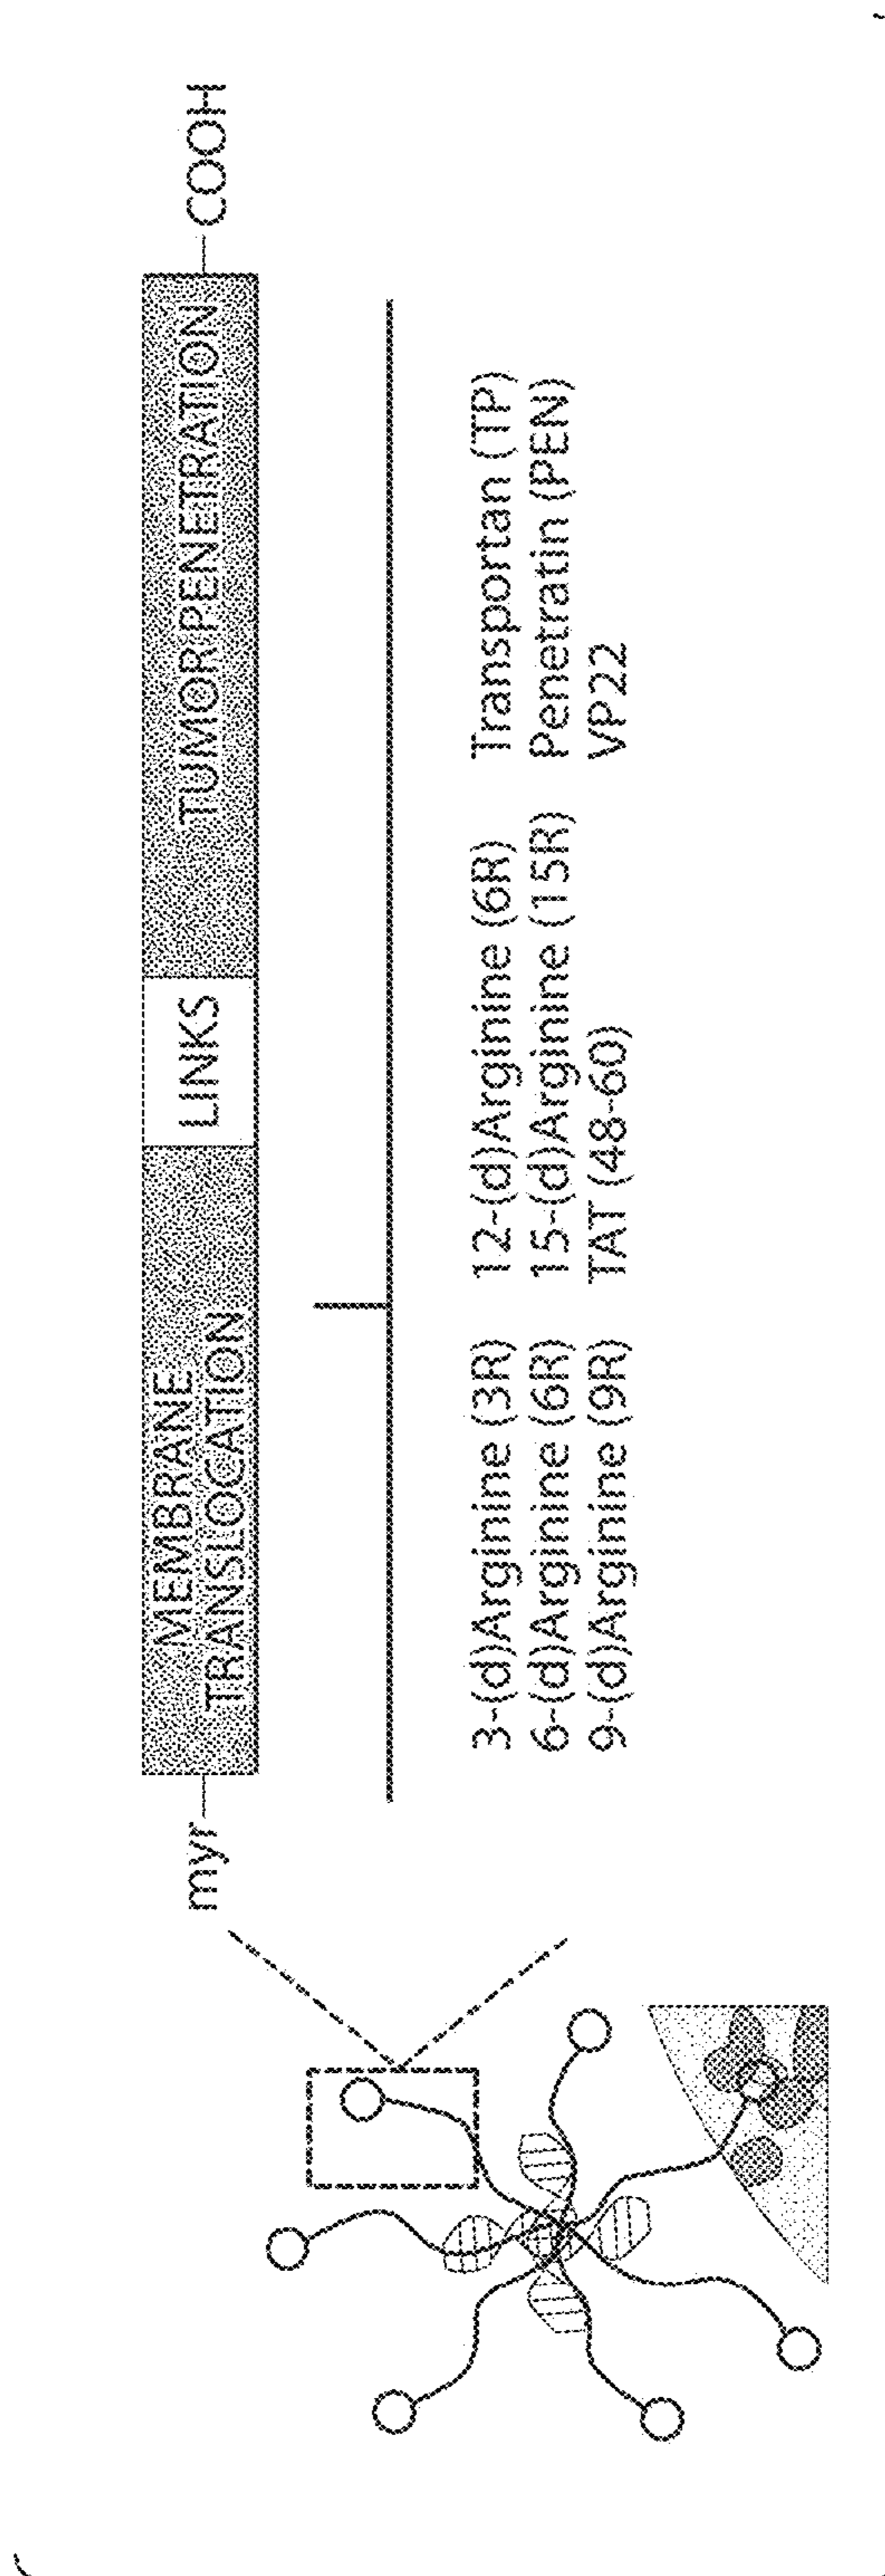 myr
MEMBRANE
TRANSLOCATION
LINKS
TUMOR PENETRATION
COOH
3-(d)Arginine (3R)
6-(d)Arginine (6R)
9-(d)Arginine (9R)
12-(d)Arginine (6R)
15-(d)Arginine (15R)
TAT (48-60)
Transportan (TP)
Penetratin (PEN)
VP22